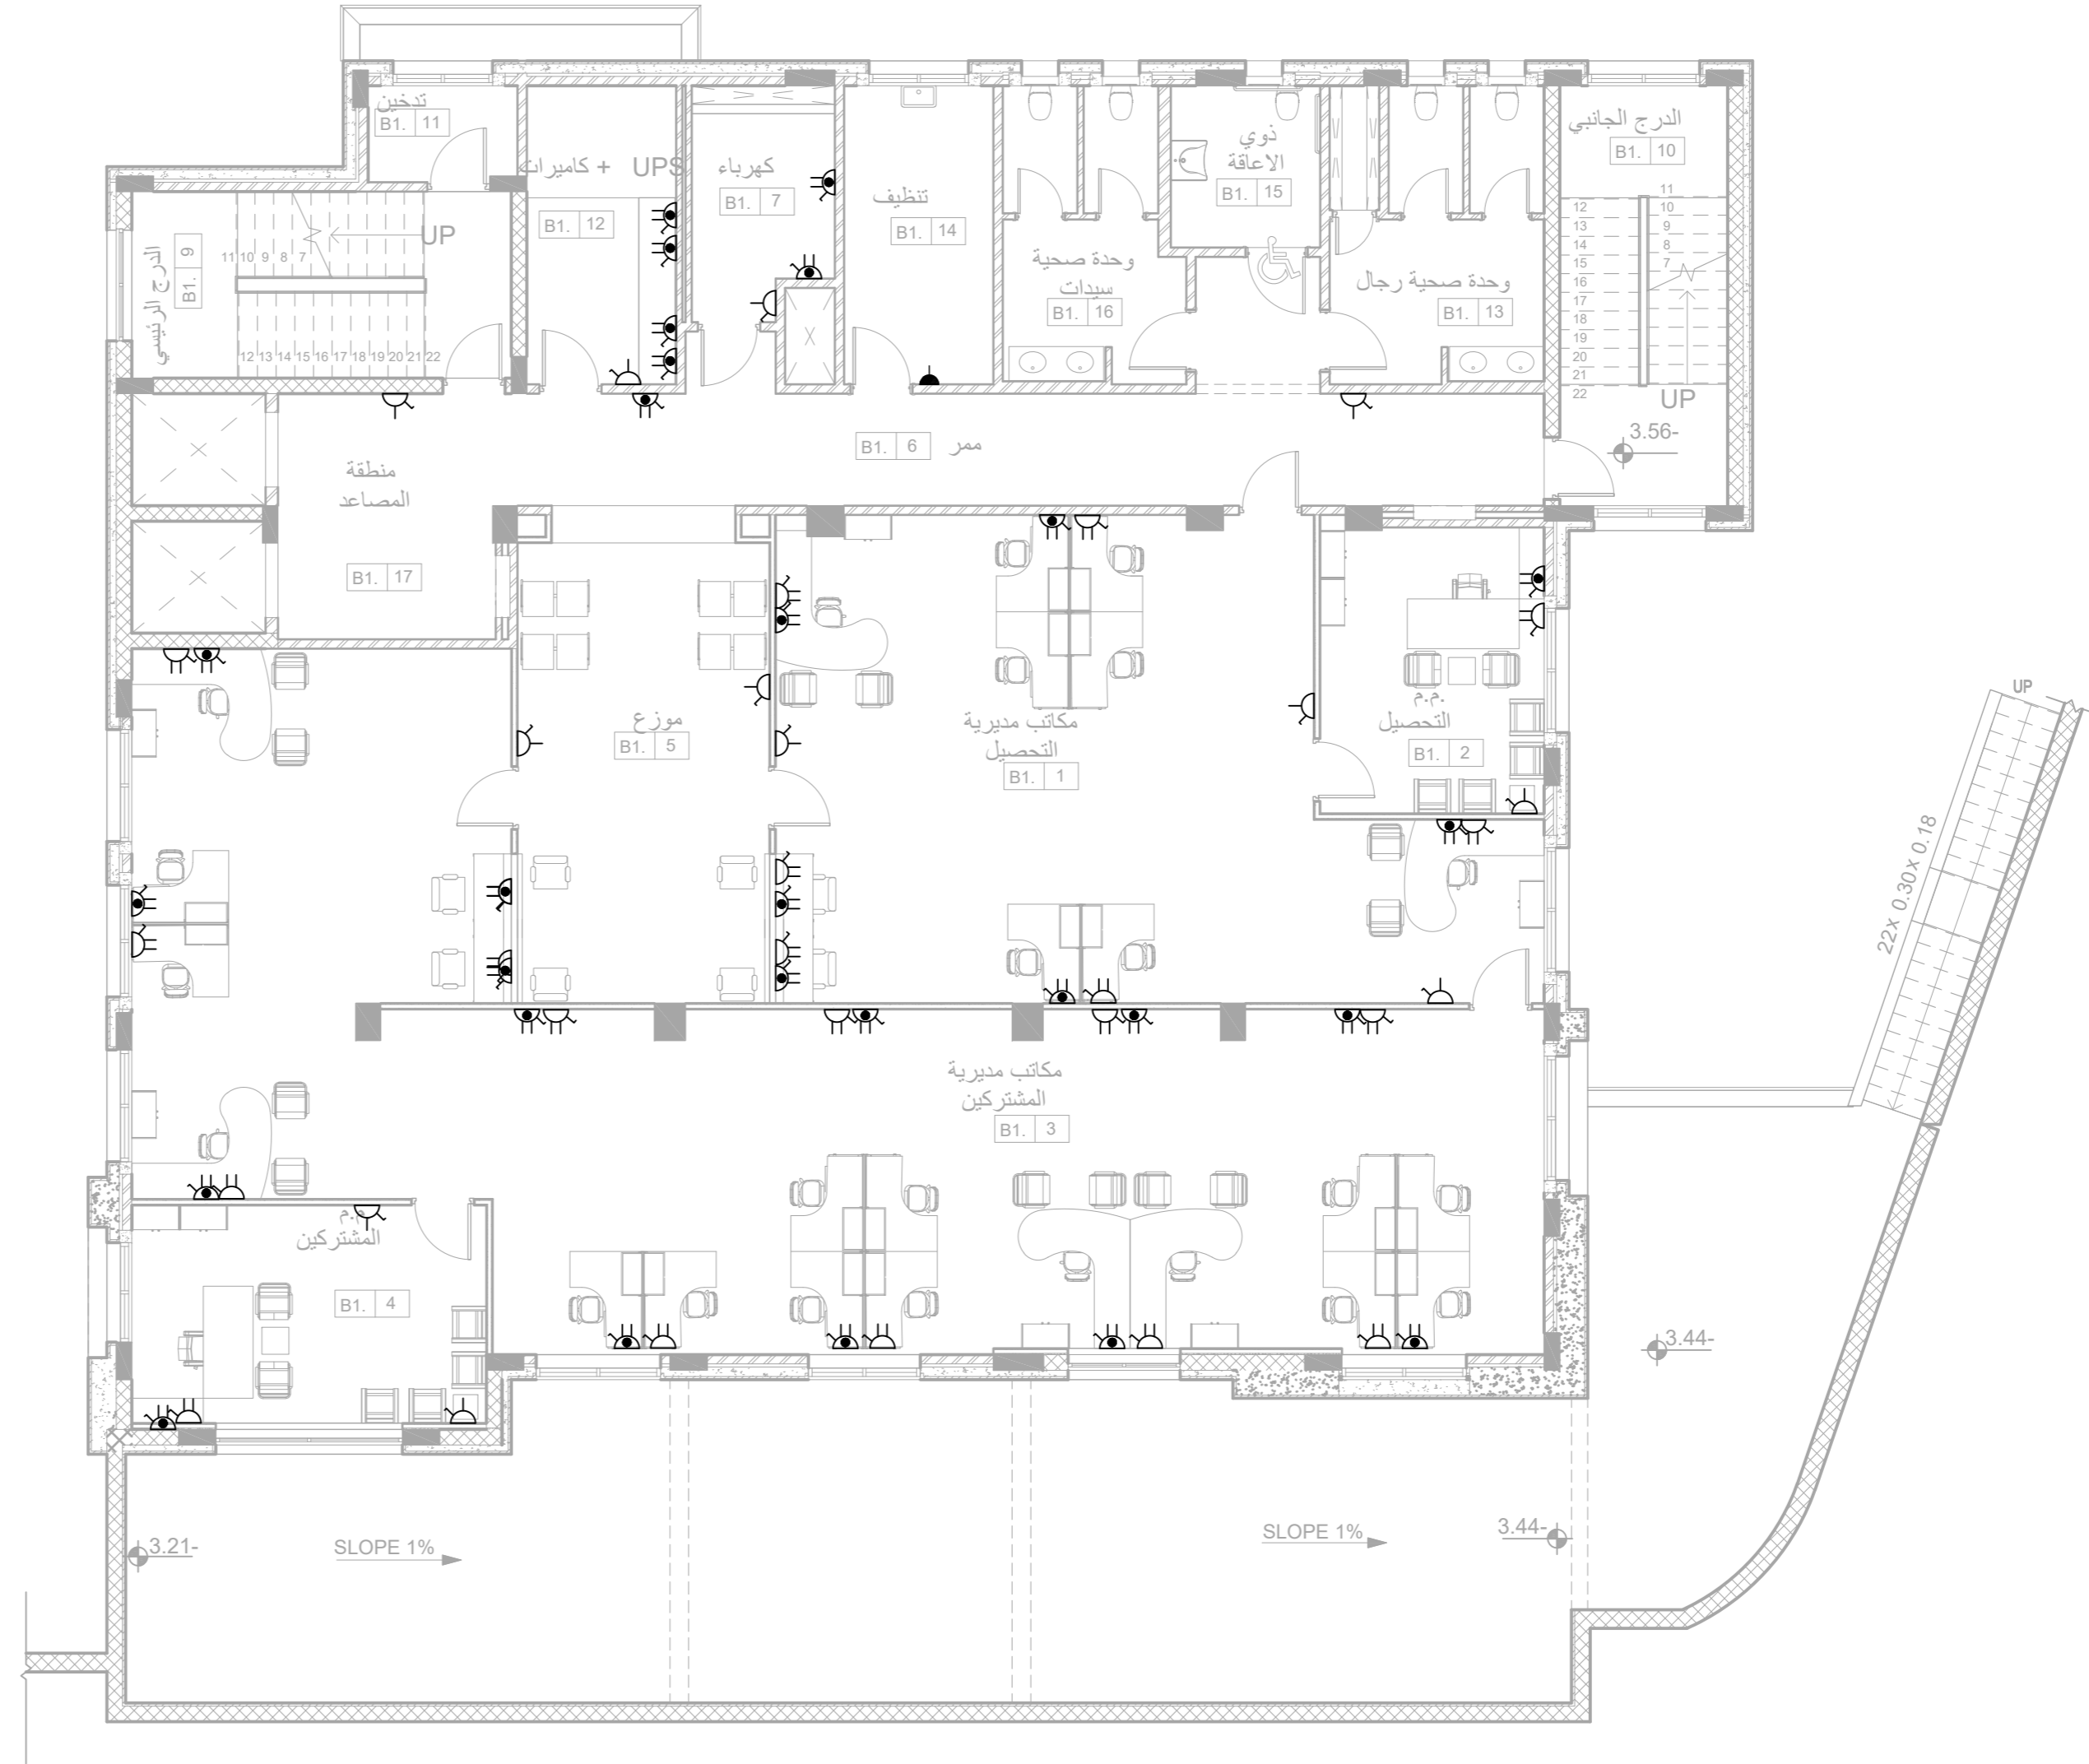 تدخين
B1. 11
UPS + كاميرات
B1. 12
كهرباء
B1. 7
تنظيف
B1. 14
ذوي
الاعاقة
B1. 15
الدرج الجانبي
B1. 10
11
12 10
13 9
14 8
15 7
16
17
18
19
20
21
22
UP
3.56-
الدرج الرئيسي
B1. 9
UP
11 10 9 8 7
12 13 14 15 16 17 18 19 20 21 22
وحدة صحية
سيدات
B1. 16
وحدة صحية رجال
B1. 13
B1. 6 ممر
منطقة
المصاعد
B1. 17
موزع
B1. 5
مكاتب مديرية
التحصيل
B1. 1
م.م.
التحصيل
B1. 2
UP
22x 0.30x 0.18
مكاتب مديرية
المشتركين
B1. 3
م.م
المشتركين
B1. 4
3.44-
3.21-
SLOPE 1%
SLOPE 1%
3.44-